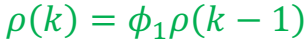 ρ(k) = ϕ₁ρ(k − 1)